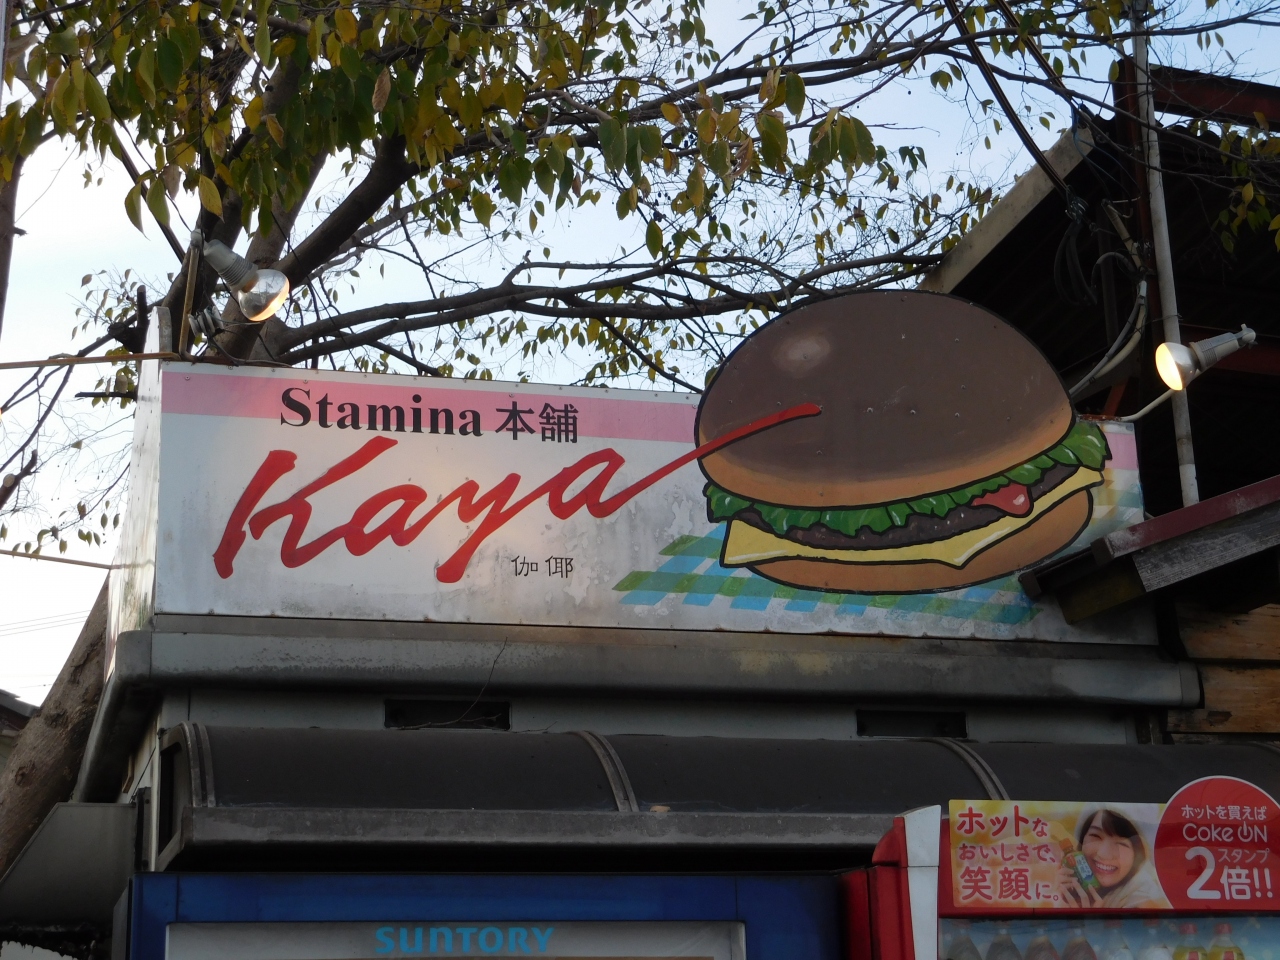 Stamina 本舗
Kaya
伽耶
SUNTORY
ホットな
おいしさで、
笑顔に。
ホットを買えば
Coke ON
スタンプ
2倍!!